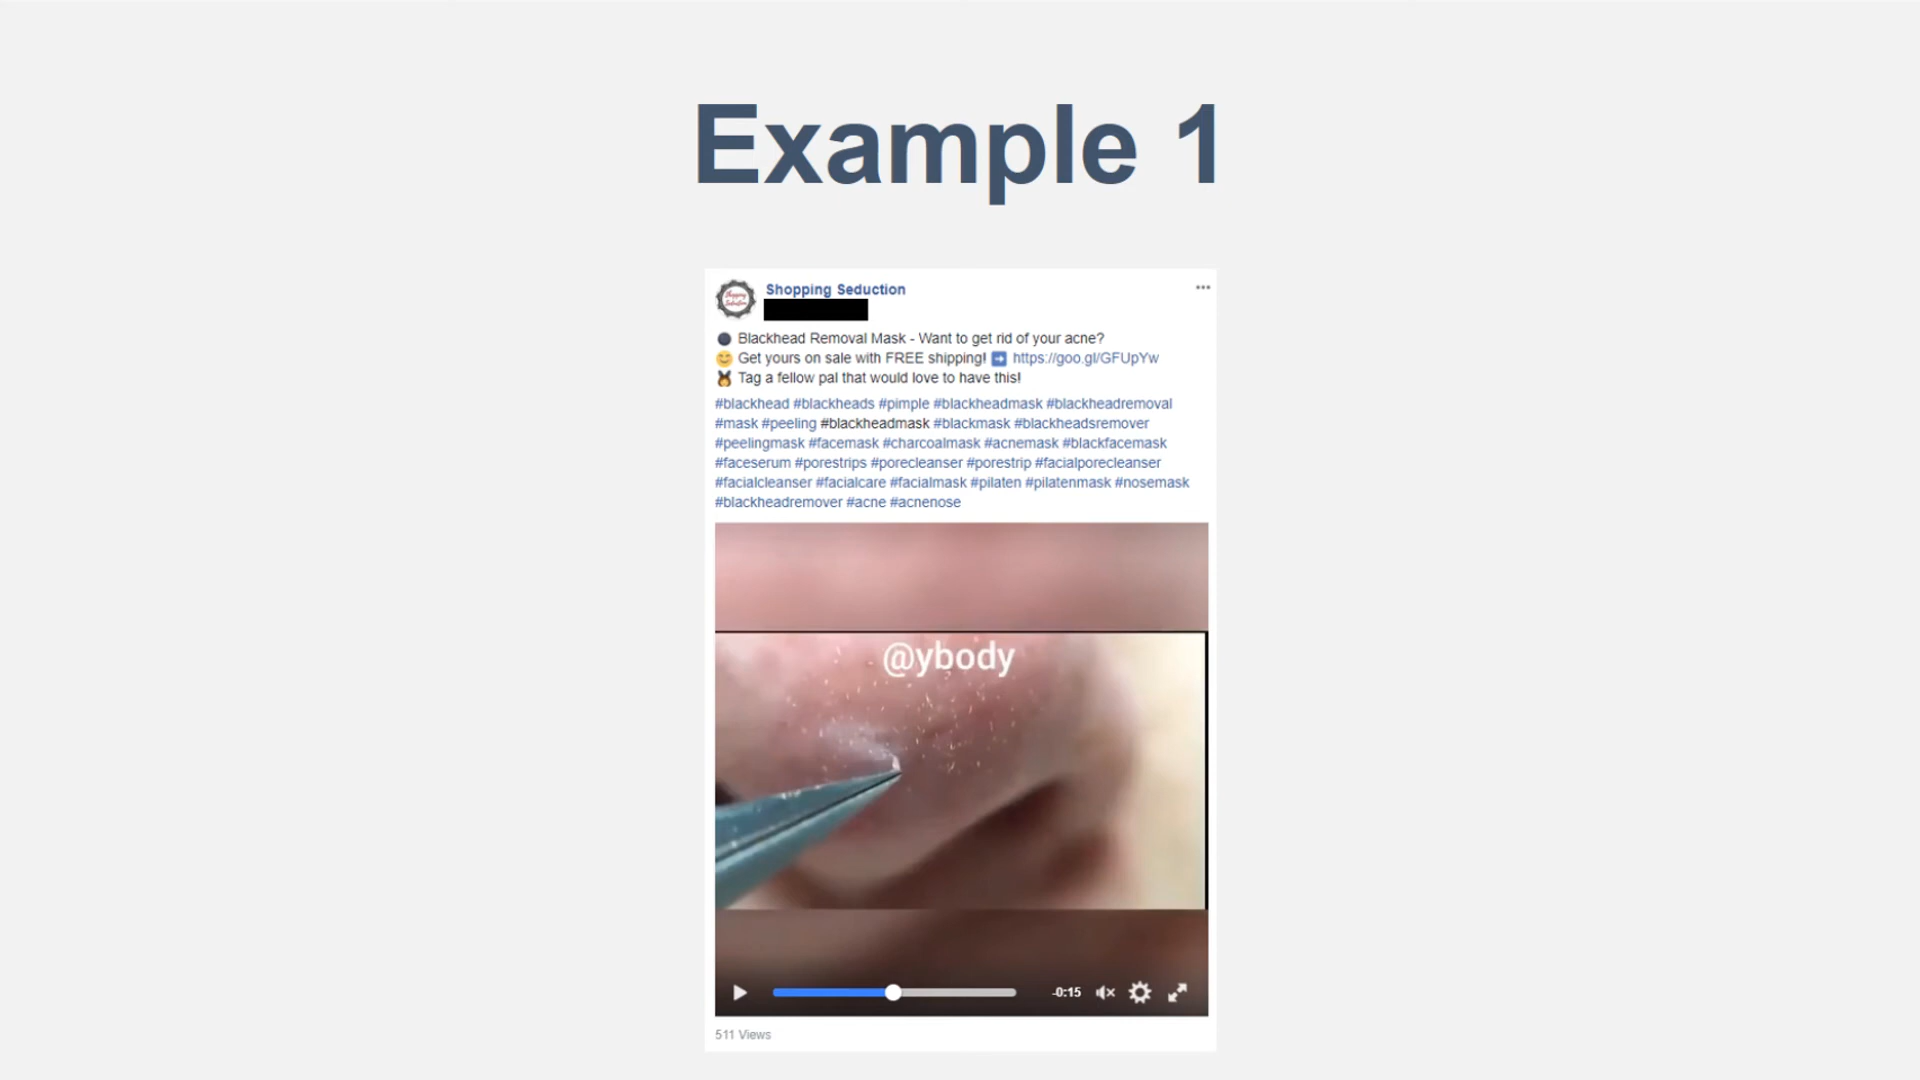 Example 1
Shopping Seduction
Blackhead Removal Mask - Want to get rid of your acne?
Get yours on sale with FREE shipping! https://goo.gl/GFUpYw
Tag a fellow pal that would love to have this!
#blackhead #blackheads #pimple #blackheadmask #blackheadremoval
#mask #peeling #blackheadmask #blackmask #blackheadsremover
#peelingmask #facemask #charcoalmask #acnemask #blackfacemask
#faceserum #porestrips #porecleanser #porestrip #facialporecleanser
#facialcleanser #facialcare #facialmask #pilaten #pilatenmask #nosemask
#blackheadremover #acne #acnenose
@ybody
-0:15
511 Views